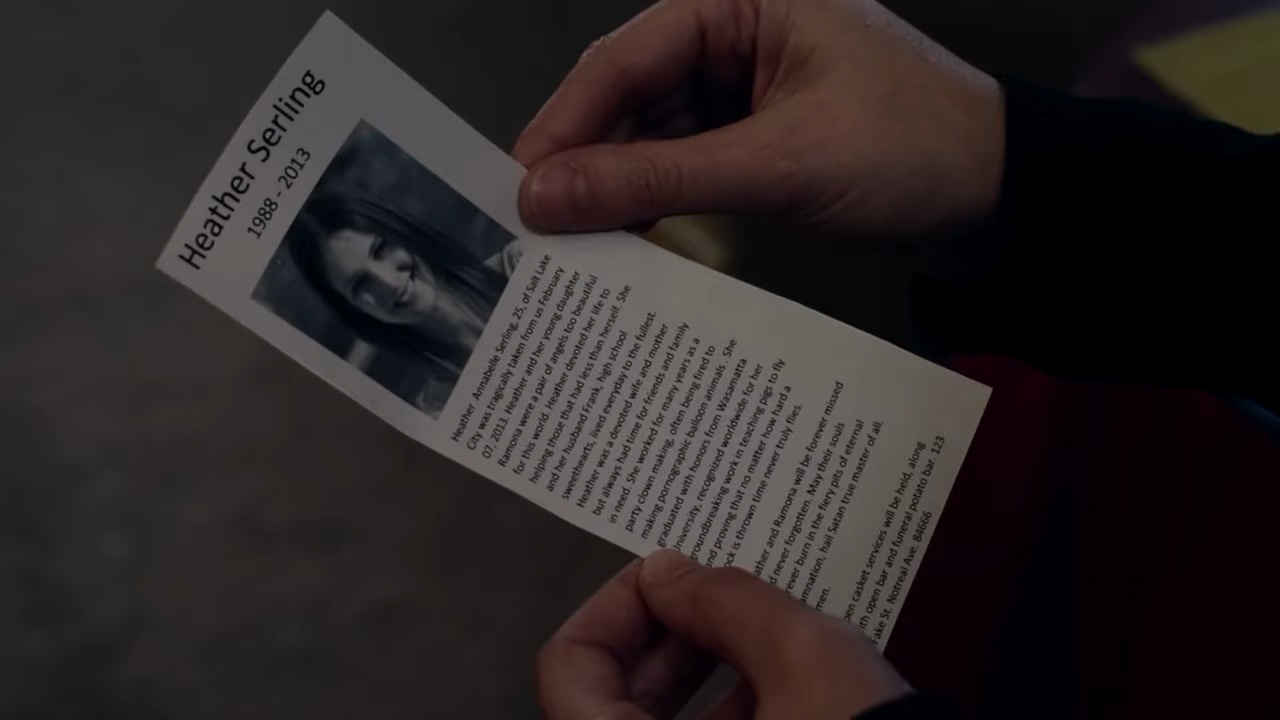 Heather Serling
1988 - 2013
Heather Annabelle Serling, 25, of Salt Lake
City was tragically taken from us February
07, 2013. Heather and her young daughter
Ramona were a pair of angels too beautiful
for this world. Heather devoted her life to
helping those that had less than herself. She
and her husband Frank, high school
sweethearts, lived everyday to the fullest.
Heather was a devoted wife and mother
but always had time for friends and family
in need. She worked for many years as a
party clown making, often being fired to
making pornographic balloon animals . She
graduated with honors from Wasamatta
University, recognized worldwide for her
groundbreaking work in teaching pigs to fly
and proving that no matter how hard a
ck is thrown time never truly flies.
ather and Ramona will be forever missed
d never forgotten. May their souls
ever burn in the fiery pits of eternal
amnation, hail Satan true master of all.
men.
pen casket services will be held, along
ith open bar and funeral potato bar. 123
Fake St. Notreal Ave. 84666